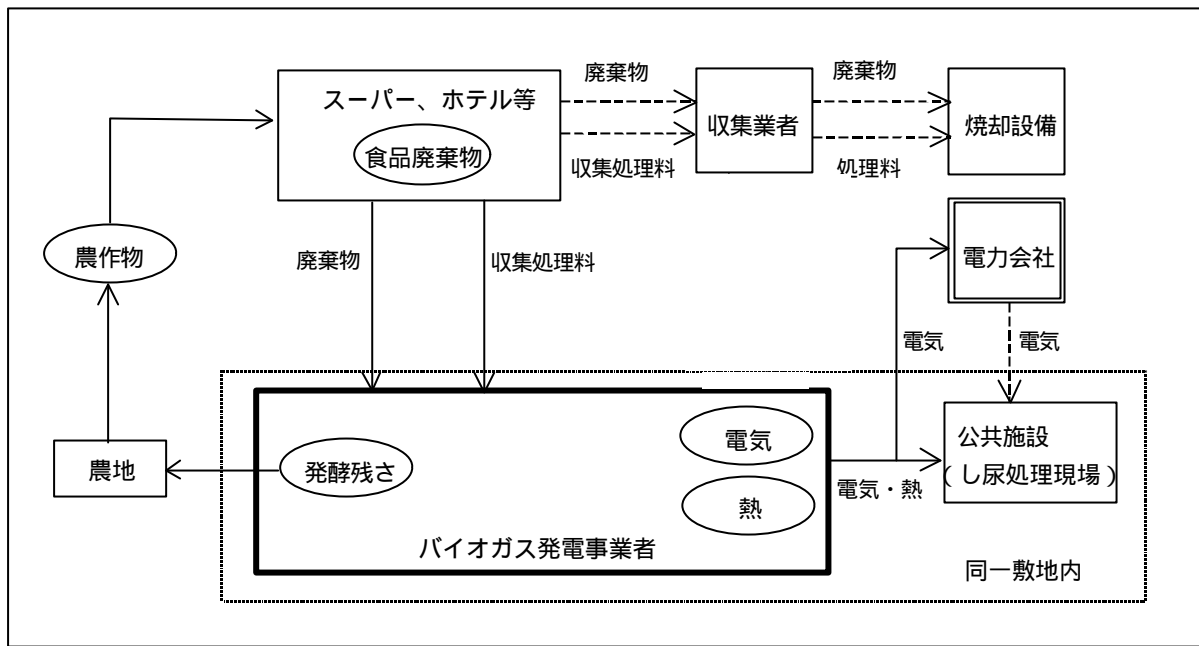 廃棄物
廃棄物
スーパー、ホテル等
収集業者
焼却設備
食品廃棄物
収集処理料
処理料
農作物
廃棄物
収集処理料
電力会社
電気
電気
電気
公共施設
(し尿処理現場)
農地
発酵残さ
電気・熱
熱
バイオガス発電事業者
同一敷地内